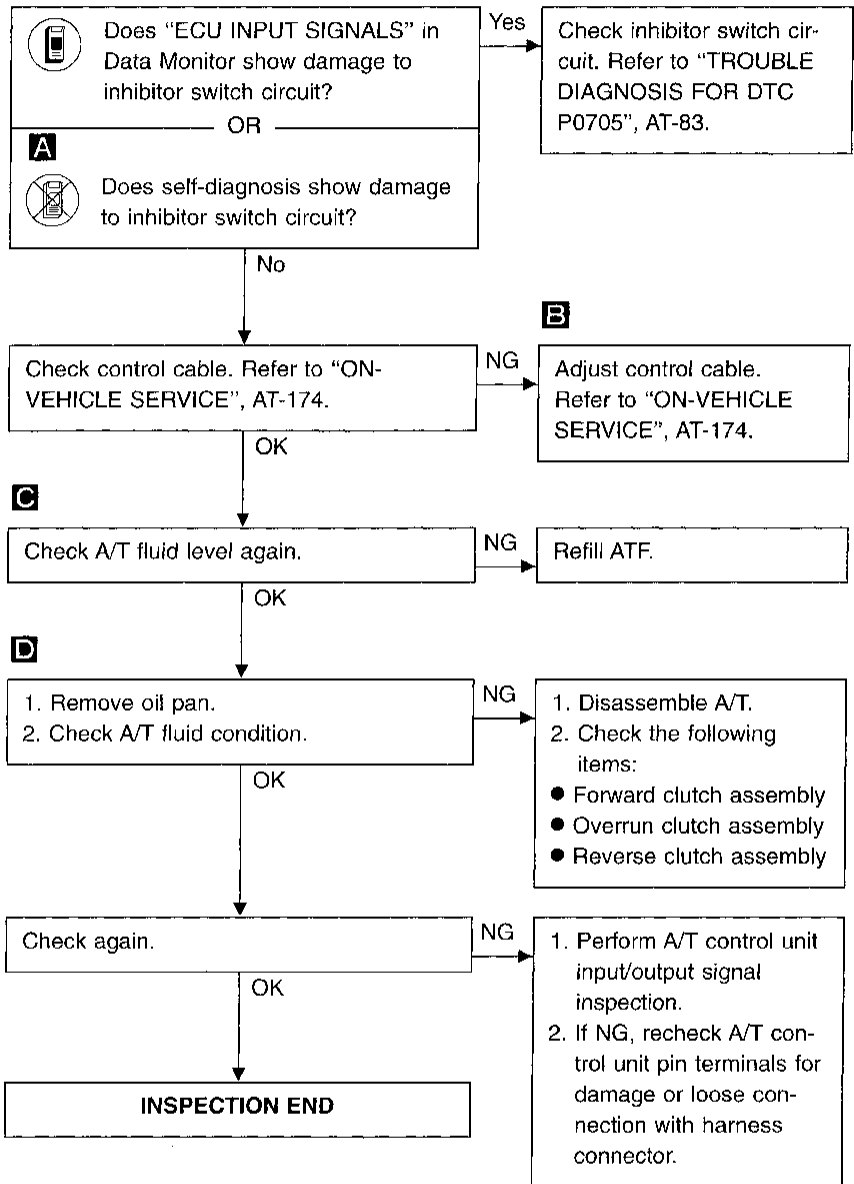 Does “ECU INPUT SIGNALS” in
Data Monitor show damage to
inhibitor switch circuit?
OR
A
Does self-diagnosis show damage
to inhibitor switch circuit?
Yes
Check inhibitor switch cir-
cuit. Refer to “TROUBLE
DIAGNOSIS FOR DTC
P0705”, AT-83.
No
Check control cable. Refer to “ON-
VEHICLE SERVICE”, AT-174.
NG
B
Adjust control cable.
Refer to “ON-VEHICLE
SERVICE”, AT-174.
OK
C
Check A/T fluid level again.
NG
Refill ATF.
OK
D
1. Remove oil pan.
2. Check A/T fluid condition.
NG
1. Disassemble A/T.
2. Check the following
items:
● Forward clutch assembly
● Overrun clutch assembly
● Reverse clutch assembly
OK
Check again.
NG
1. Perform A/T control unit
input/output signal
inspection.
2. If NG, recheck A/T con-
trol unit pin terminals for
damage or loose con-
nection with harness
connector.
OK
INSPECTION END